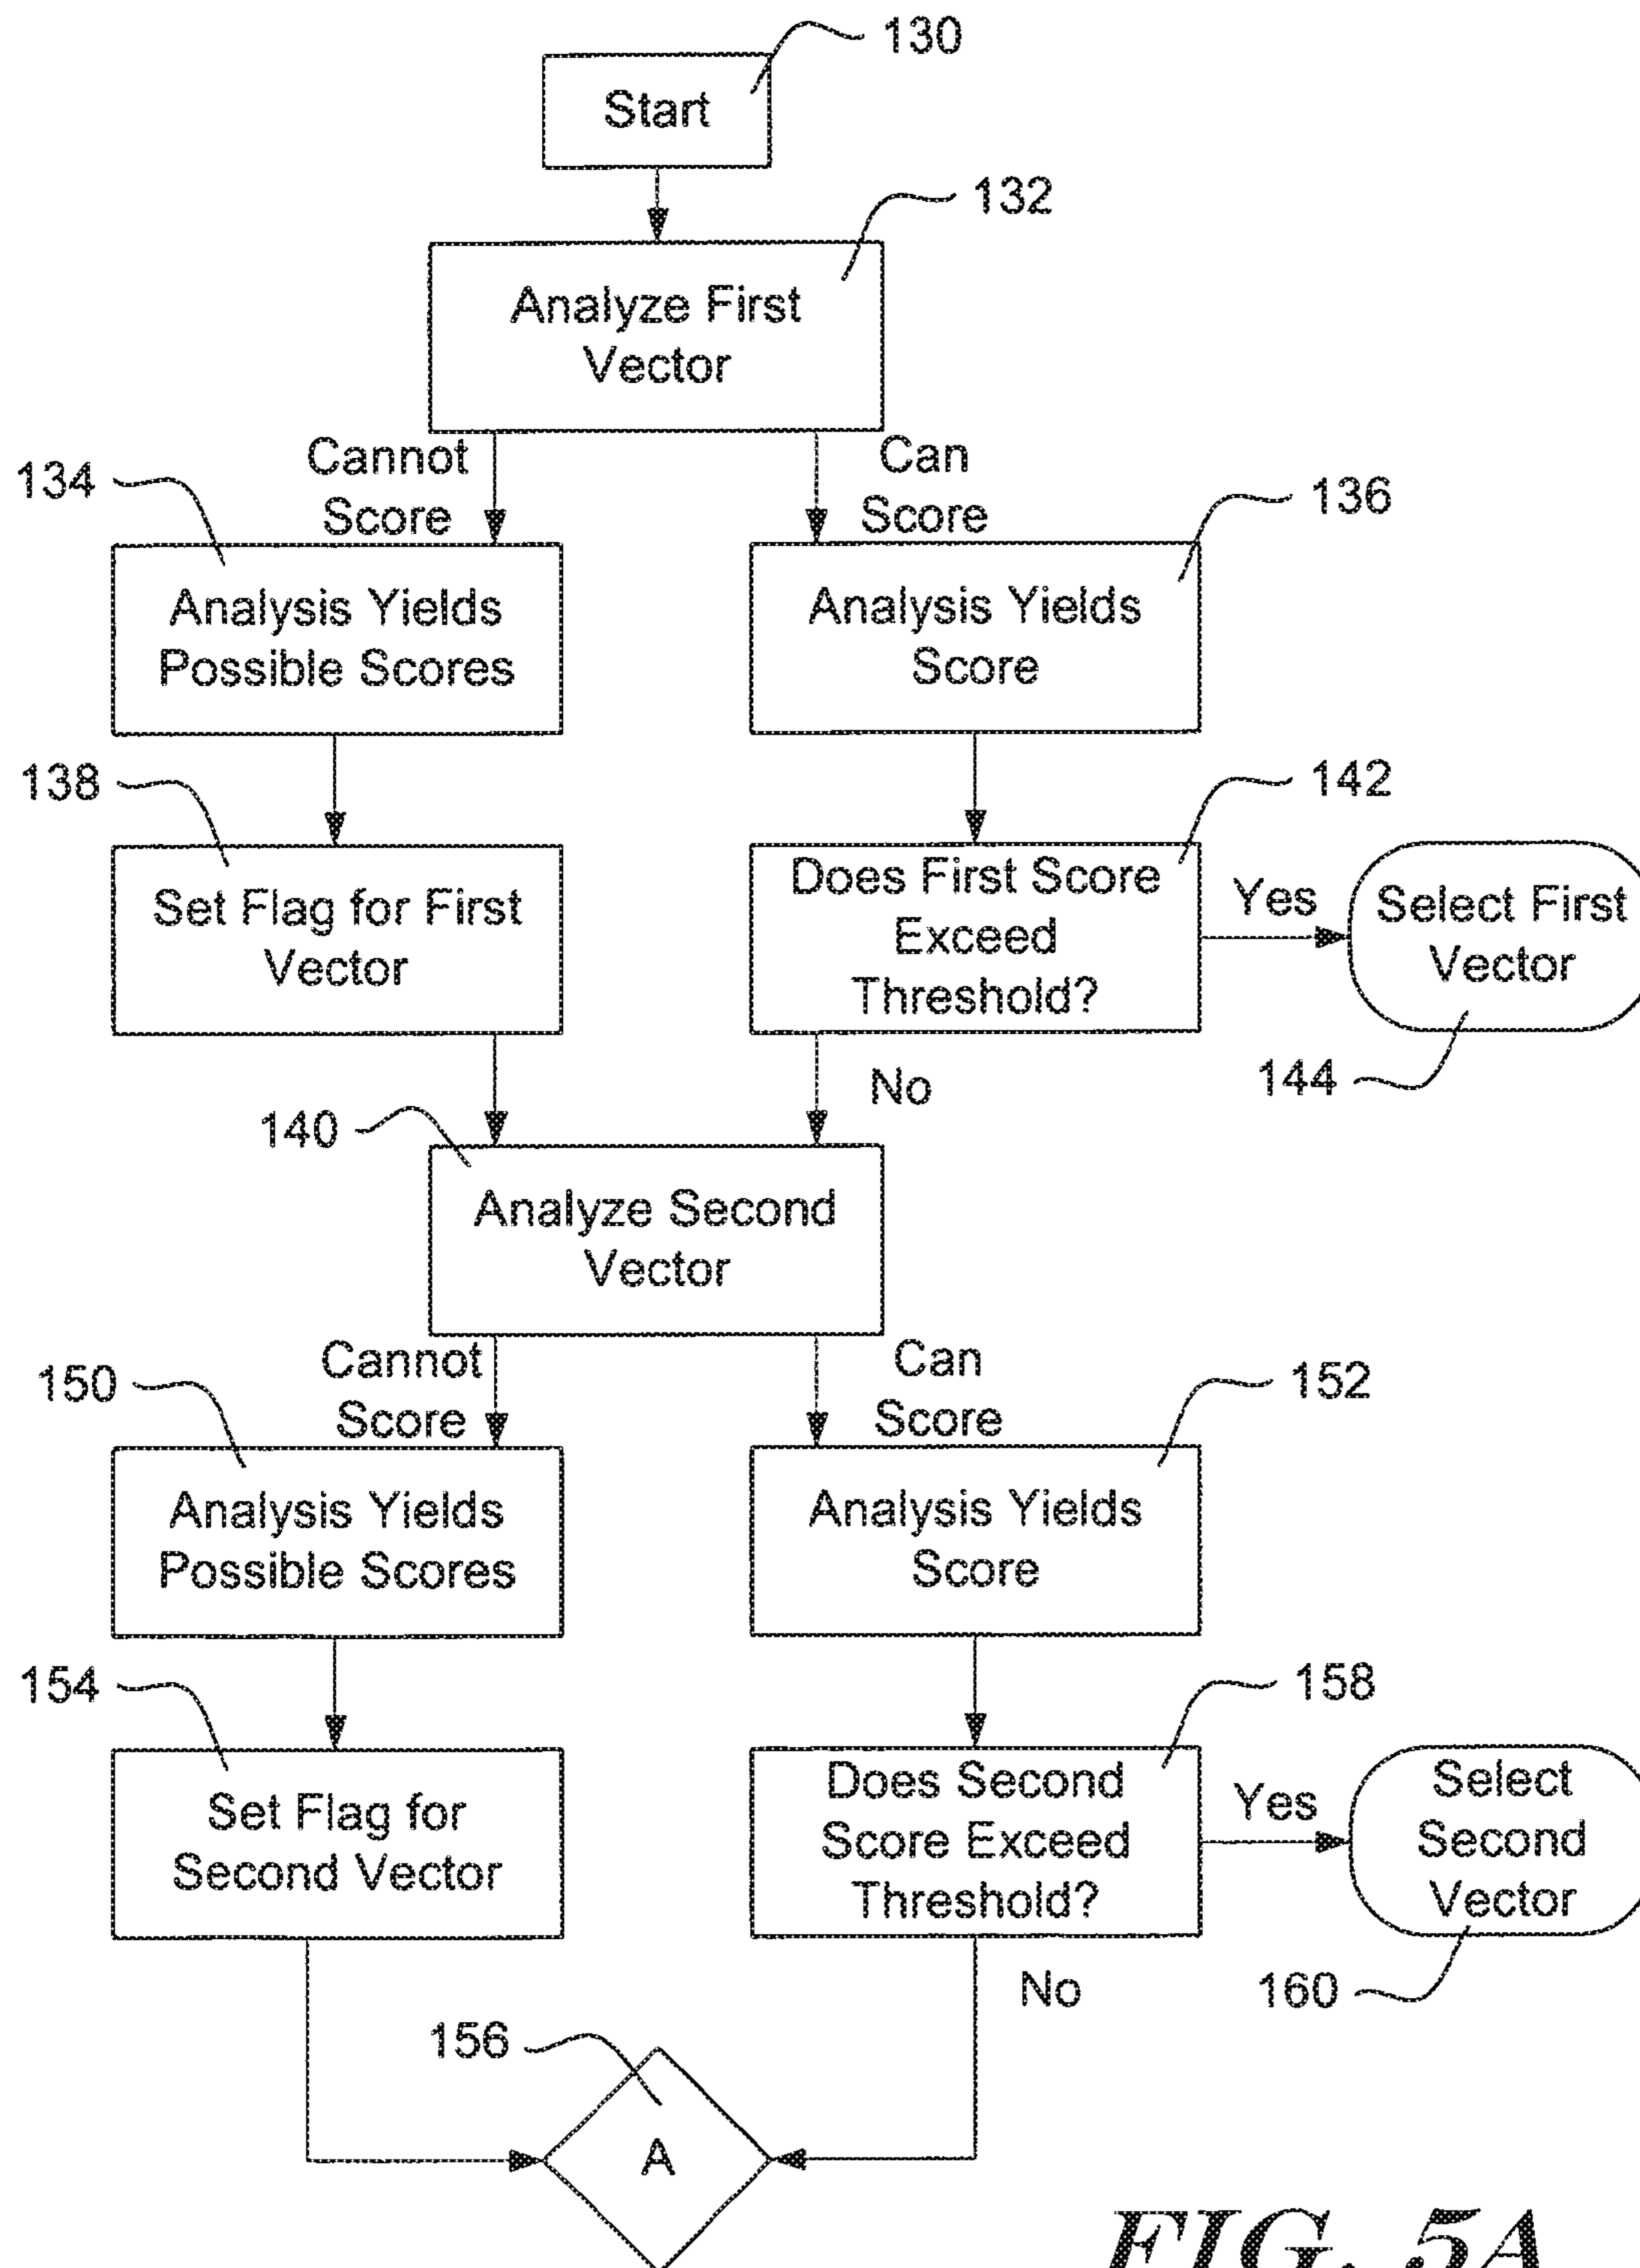 130
Start
132
Analyze First
Vector
Cannot
Score
Can
Score
134
136
Analysis Yields
Possible Scores
Analysis Yields
Score
138
142
Set Flag for First
Vector
Does First Score
Exceed
Threshold?
Yes
Select First
Vector
144
No
140
Analyze Second
Vector
Cannot
Score
Can
Score
150
152
Analysis Yields
Possible Scores
Analysis Yields
Score
154
158
Set Flag for
Second Vector
Does Second
Score Exceed
Threshold?
Yes
Select
Second
Vector
160
No
156
A
FIG. 5A